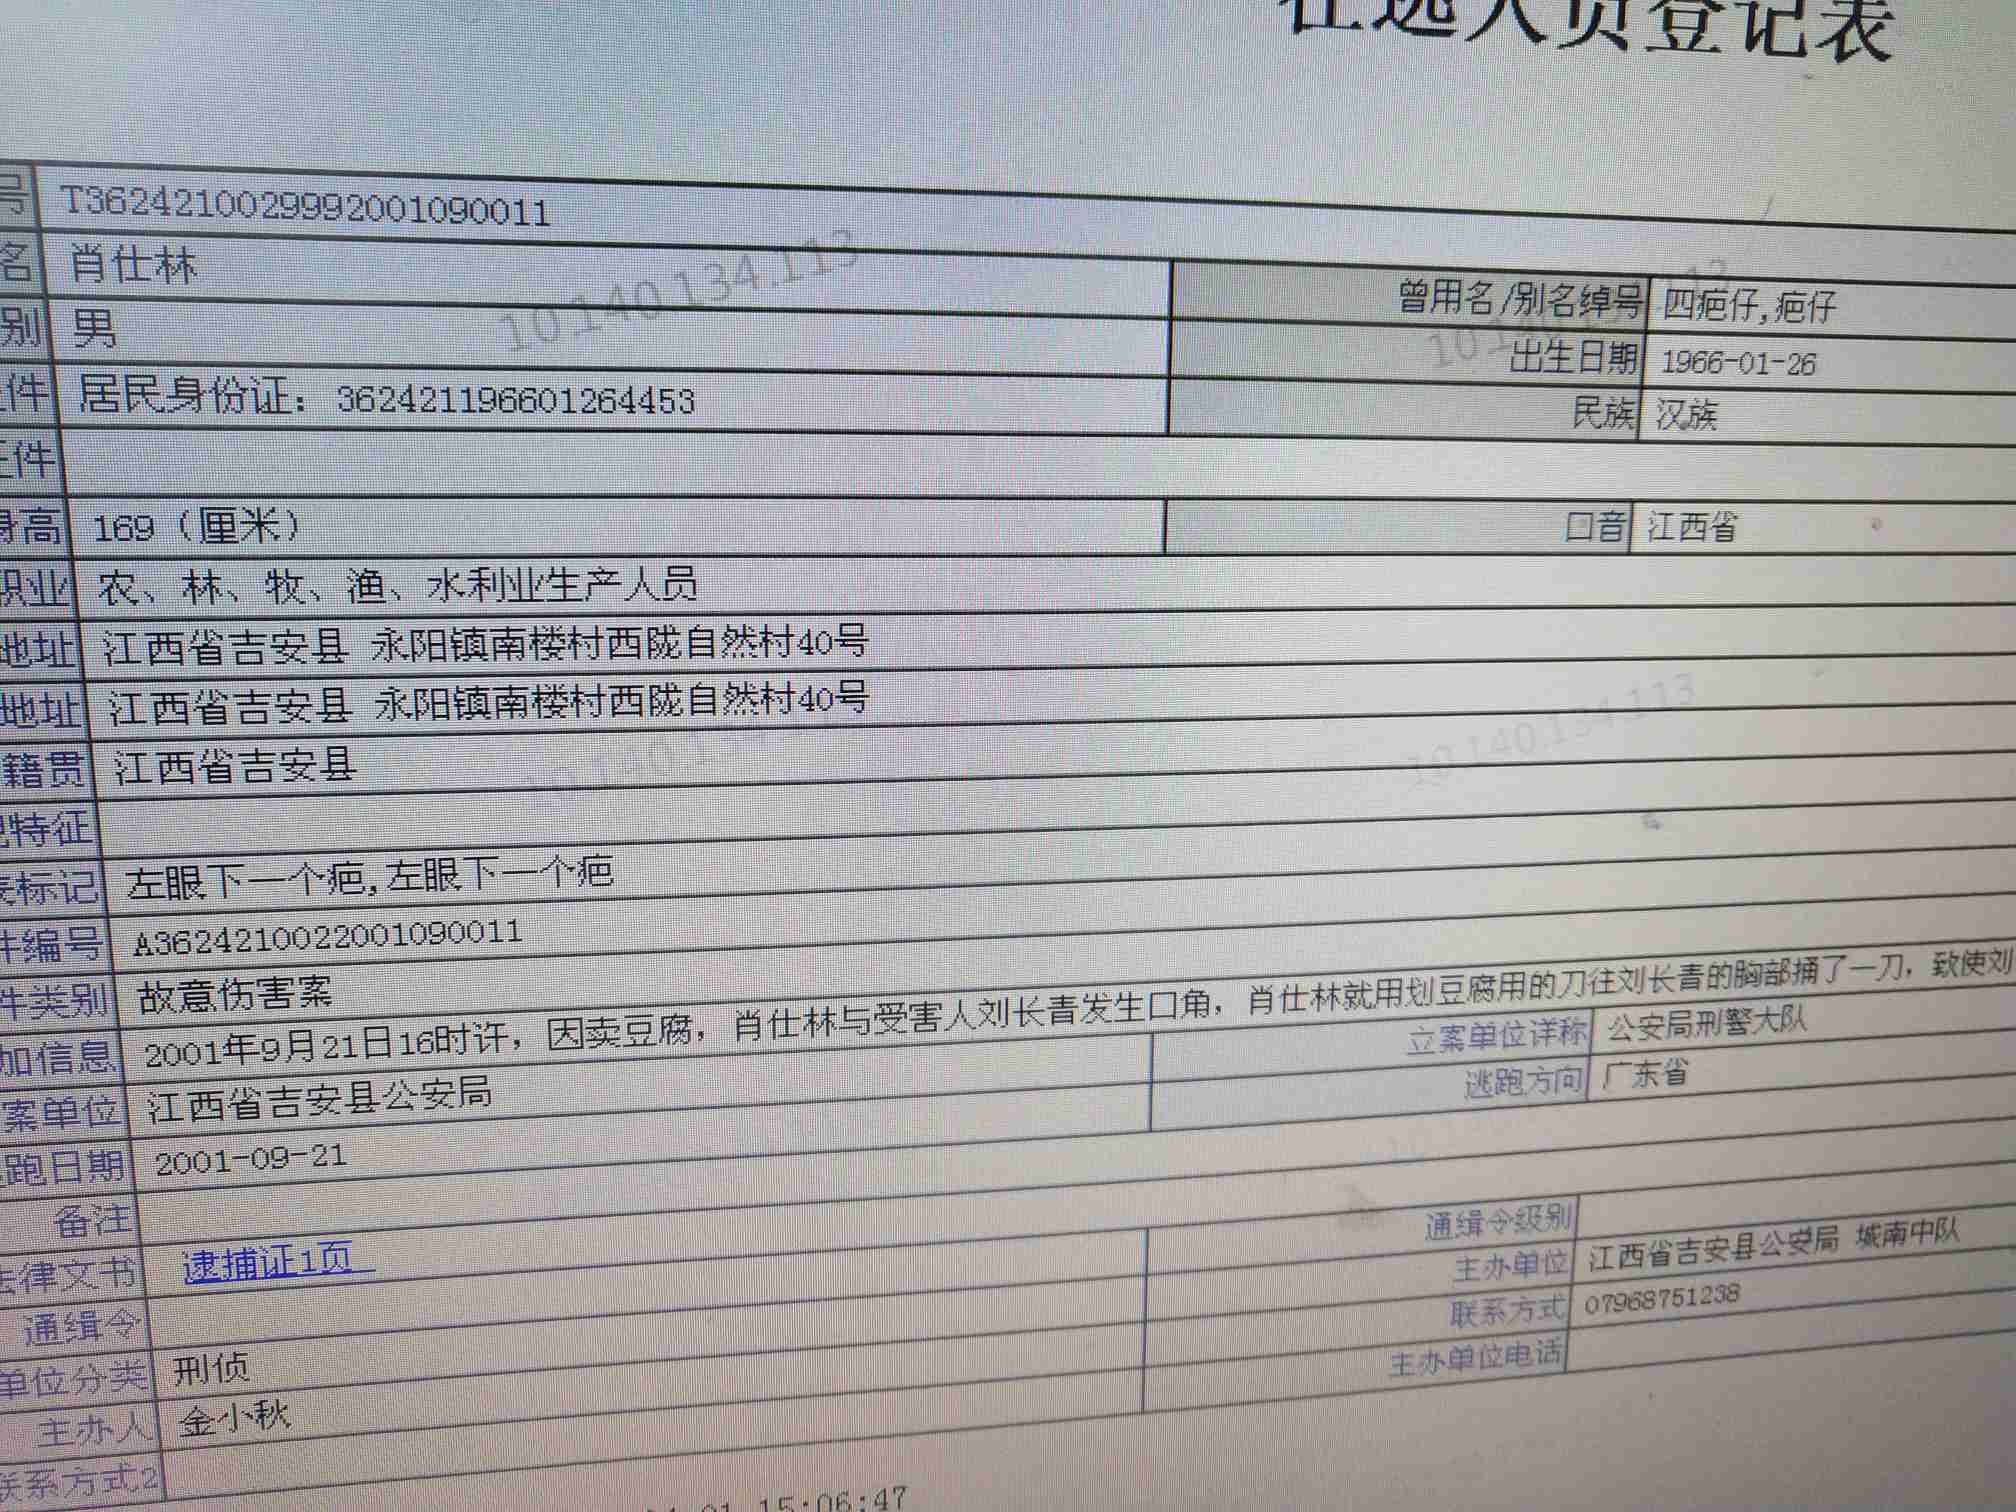 在逃人员登记表
号 T3624210029992001090011
名 肖仕林 曾用名/别名绰号 四疤仔,疤仔
别 男 出生日期 1966-01-26
件 居民身份证：362421196601264453 民族 汉族
证件
身高 169（厘米） 口音 江西省
职业 农、林、牧、渔、水利业生产人员
地址 江西省吉安县 永阳镇南楼村西陇自然村40号
地址 江西省吉安县 永阳镇南楼村西陇自然村40号
籍贯 江西省吉安县
特征
表标记 左眼下一个疤,左眼下一个疤
件编号 A3624210022001090011
件类别 故意伤害案
加信息 2001年9月21日16时许，因卖豆腐，肖仕林与受害人刘长青发生口角，肖仕林就用划豆腐用的刀往刘长青的胸部捅了一刀，致使刘
案单位 江西省吉安县公安局 立案单位详称 公安局刑警大队
跑日期 2001-09-21 逃跑方向 广东省
备注
法律文书 逮捕证1页 通缉令级别
通缉令 主办单位 江西省吉安县公安局 城南中队
单位分类 刑侦 联系方式 07968751238
主办人 金小秋 主办单位电话
联系方式2
15:06:47
10.140.134.113
10.140.134.113